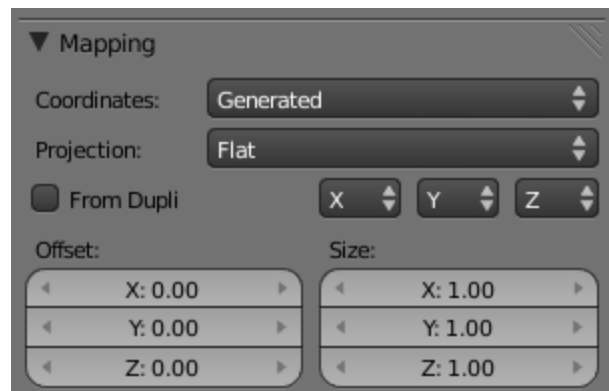 Mapping
Coordinates: Generated
Projection: Flat
From Dupli X Y Z
Offset: Size:
X: 0.00 X: 1.00
Y: 0.00 Y: 1.00
Z: 0.00 Z: 1.00